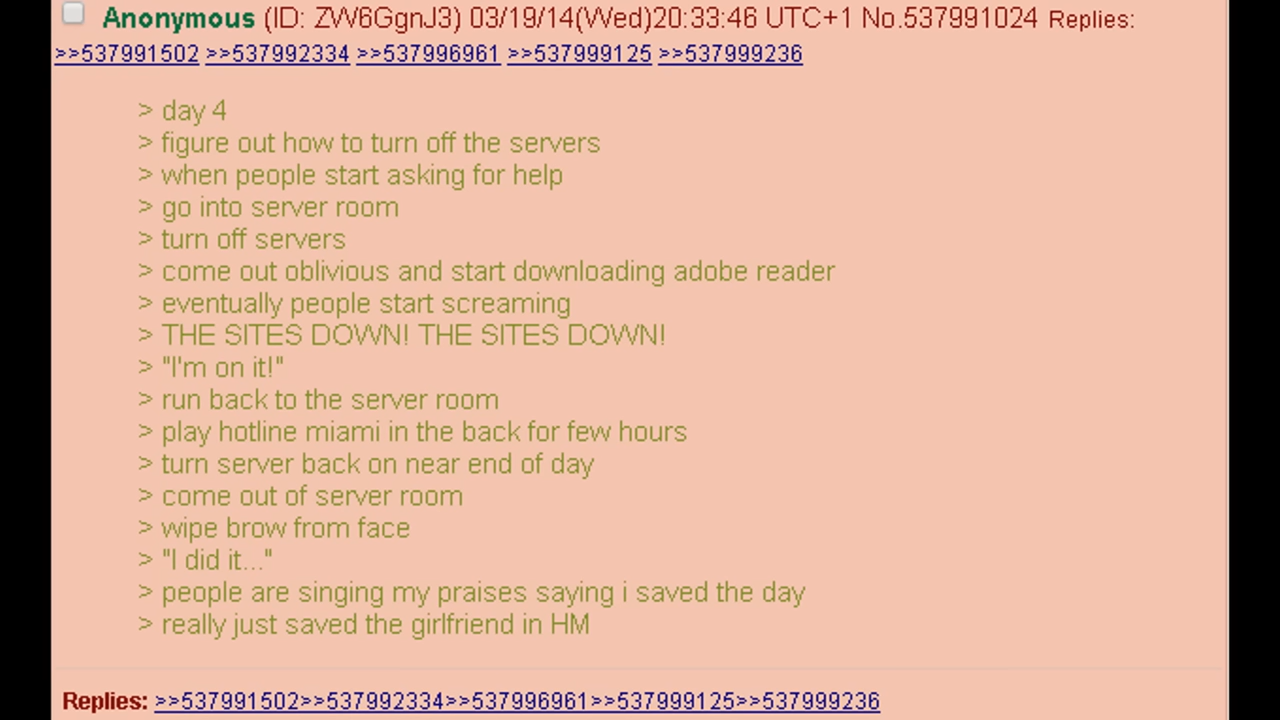 Anonymous (ID: ZW6GgnJ3) 03/19/14(Wed)20:33:46 UTC+1 No.537991024 Replies:
>>537991502 >>537992334 >>537996961 >>537999125 >>537999236
> day 4
> figure out how to turn off the servers
> when people start asking for help
> go into server room
> turn off servers
> come out oblivious and start downloading adobe reader
> eventually people start screaming
> THE SITES DOWN! THE SITES DOWN!
> "I'm on it!"
> run back to the server room
> play hotline miami in the back for few hours
> turn server back on near end of day
> come out of server room
> wipe brow from face
> "I did it..."
> people are singing my praises saying i saved the day
> really just saved the girlfriend in HM
Replies: >>537991502>>537992334>>537996961>>537999125>>537999236